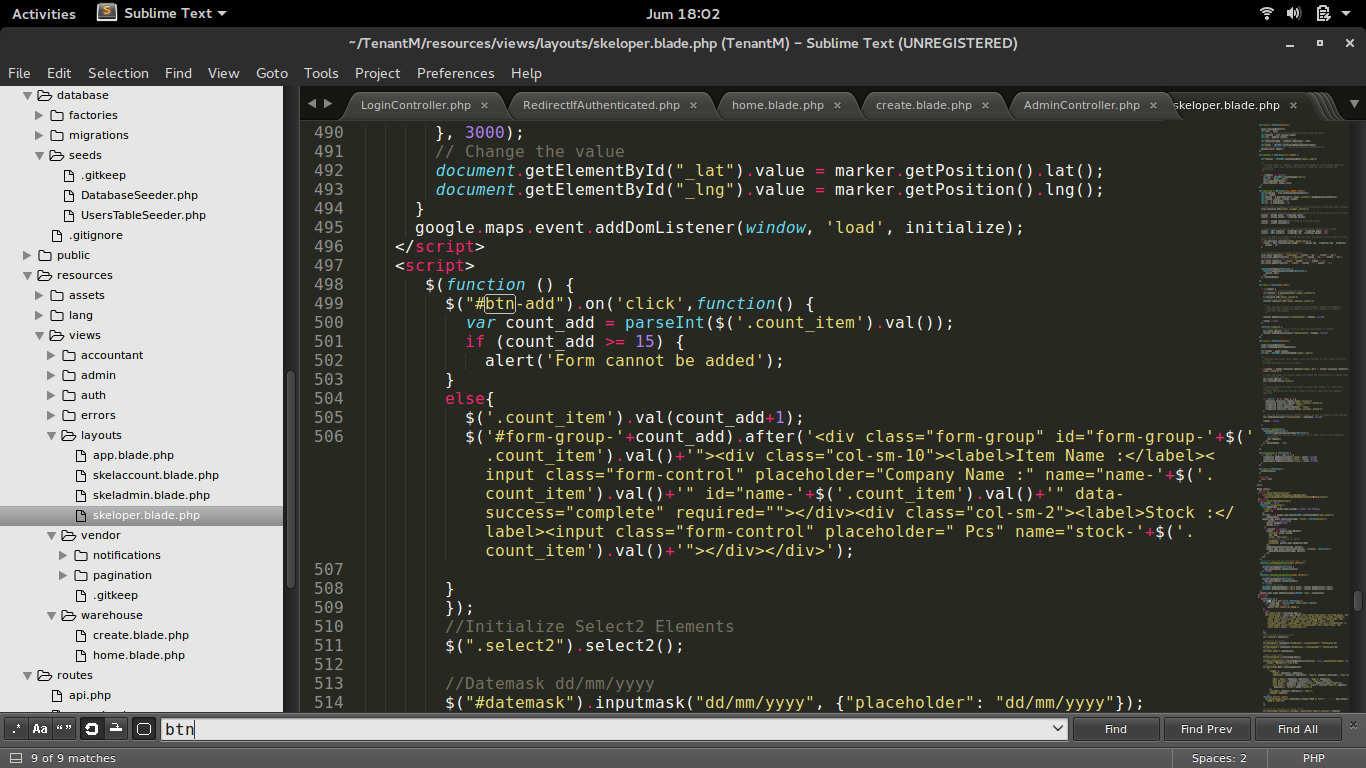 Activities Sublime Text Jum 18:02
~/TenantM/resources/views/layouts/skeloper.blade.php (TenantM) – Sublime Text (UNREGISTERED)
File Edit Selection Find View Goto Tools Project Preferences Help
database
factories
migrations
seeds
.gitkeep
DatabaseSeeder.php
UsersTableSeeder.php
.gitignore
public
resources
assets
lang
views
accountant
admin
auth
errors
layouts
app.blade.php
skelaccount.blade.php
skeladmin.blade.php
skeloper.blade.php
vendor
notifications
pagination
.gitkeep
warehouse
create.blade.php
home.blade.php
routes
api.php
LoginController.php × RedirectIfAuthenticated.php × home.blade.php × create.blade.php × AdminController.php × skeloper.blade.php ×
490 }, 3000);
491 // Change the value
492 document.getElementById("_lat").value = marker.getPosition().lat();
493 document.getElementById("_lng").value = marker.getPosition().lng();
494 }
495 google.maps.event.addDomListener(window, 'load', initialize);
496 </script>
497 <script>
498 $(function () {
499 $("#btn-add").on('click',function() {
500 var count_add = parseInt($('.count_item').val());
501 if (count_add >= 15) {
502 alert('Form cannot be added');
503 }
504 else{
505 $('.count_item').val(count_add+1);
506 $('#form-group-'+count_add).after('<div class="form-group" id="form-group-'+$('
.count_item').val()+'"><div class="col-sm-10"><label>Item Name :</label><
input class="form-control" placeholder="Company Name :" name="name-'+$('.
count_item').val()+'" id="name-'+$('.count_item').val()+'" data-
success="complete" required=""></div><div class="col-sm-2"><label>Stock :</
label><input class="form-control" placeholder=" Pcs" name="stock-'+$('.
count_item').val()+'"></div></div>');
507
508 }
509 });
510 //Initialize Select2 Elements
511 $(".select2").select2();
512
513 //Datemask dd/mm/yyyy
514 $("#datemask").inputmask("dd/mm/yyyy", {"placeholder": "dd/mm/yyyy"});
.* Aa “” btn Find Find Prev Find All ×
9 of 9 matches Spaces: 2 PHP